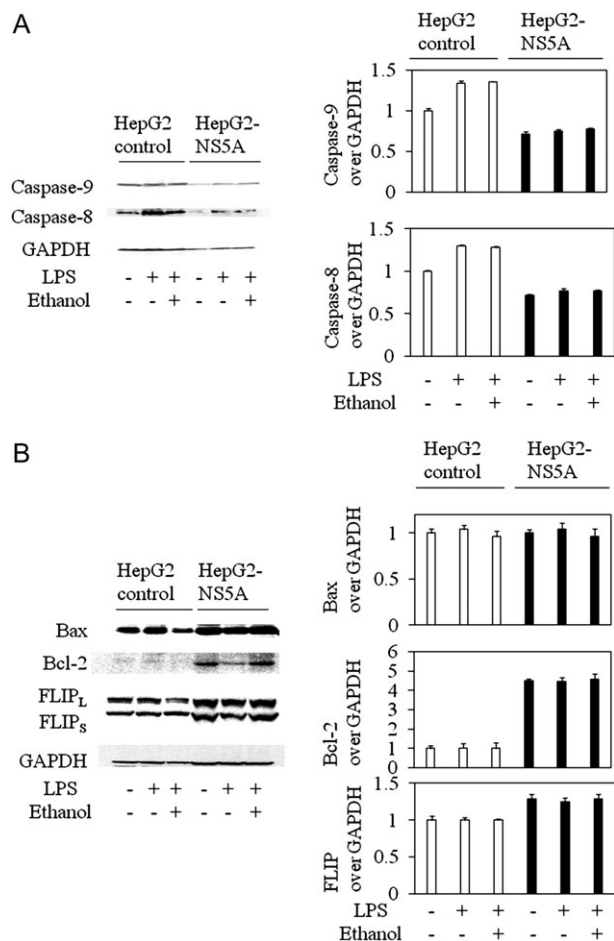 A
HepG2 HepG2-
control NS5A
Caspase-9
Caspase-8
GAPDH
LPS - + + - + +
Ethanol + +
HepG2 HepG2-
control NS5A
Caspase-9
over GAPDH
1.5
1
0.5
0
Caspase-8
over GAPDH
1.5
1
0.5
0
LPS - + + - + +
Ethanol + +
B
HepG2 HepG2-
control NS5A
Bax
Bcl-2
FLIPL
FLIPS
GAPDH
LPS - + + - + +
Ethanol + +
HepG2 HepG2-
control NS5A
Bax
over GAPDH
1
0.5
0
Bcl-2
over GAPDH
6
5
4
3
2
1
0
FLIP
over GAPDH
1.5
1
0.5
0
LPS - + + - + +
Ethanol + +